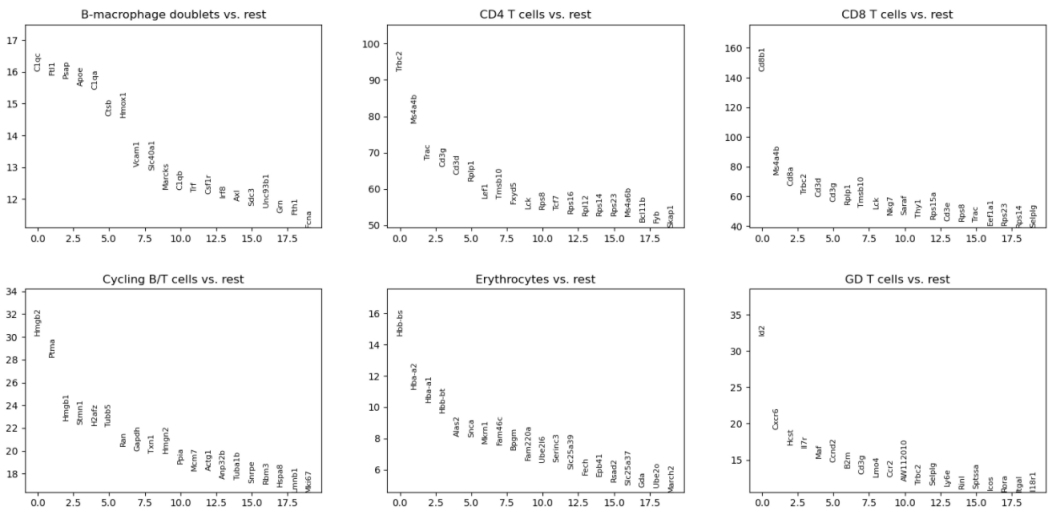 B-macrophage doublets vs. rest
17
16
15
14
13
12
C1qc
Ftl1
Psap
Apoe
C1qa
Ctsb
Hmox1
Vcam1
Slc40a1
Marcks
C1qb
Trf
Csf1r
Irf8
Axl
Sdc3
Unc93b1
Grn
Fth1
Fcna
0.0 2.5 5.0 7.5 10.0 12.5 15.0 17.5
CD4 T cells vs. rest
100
90
80
70
60
50
Trbc2
Ms4a4b
Trac
Cd3g
Cd3d
Rplp1
Lef1
Tmsb10
Fxyd5
Lck
Rps8
Tcf7
Rps16
Rpl12
Rps14
Rps23
Ms4a6b
Bcl11b
Fyb
Skap1
0.0 2.5 5.0 7.5 10.0 12.5 15.0 17.5
CD8 T cells vs. rest
160
140
120
100
80
60
40
Cd8b1
Ms4a4b
Cd8a
Trbc2
Cd3d
Cd3g
Rplp1
Tmsb10
Lck
Nkg7
Saraf
Thy1
Rps15a
Cd3e
Rps8
Trac
Eef1a1
Rps23
Rps14
Selplg
0.0 2.5 5.0 7.5 10.0 12.5 15.0 17.5
Cycling B/T cells vs. rest
34
32
30
28
26
24
22
20
18
Hmgb2
Ptma
Hmgb1
Stmn1
H2afz
Tubb5
Ran
Gapdh
Txn1
Hmgn2
Ppia
Mcm7
Actg1
Anp32b
Tuba1b
Snrpe
Rbm3
Hspa8
Lmnb1
Mki67
0.0 2.5 5.0 7.5 10.0 12.5 15.0 17.5
Erythrocytes vs. rest
16
14
12
10
8
6
Hbb-bs
Hba-a2
Hba-a1
Hbb-bt
Alas2
Snca
Mkrn1
Fam46c
Bpgm
Fam220a
Ube2l6
Serinc3
Slc25a39
Fech
Epb41
Rsad2
Slc25a37
Gda
Ube2o
March2
0.0 2.5 5.0 7.5 10.0 12.5 15.0 17.5
GD T cells vs. rest
35
30
25
20
15
Id2
Cxcr6
Hcst
Il7r
Maf
Ccnd2
B2m
Cd3g
Lmo4
Ccr2
AW112010
Trbc2
Selplg
Ly6e
Rinl
Sptssa
Icos
Rora
Itgal
Il18r1
0.0 2.5 5.0 7.5 10.0 12.5 15.0 17.5